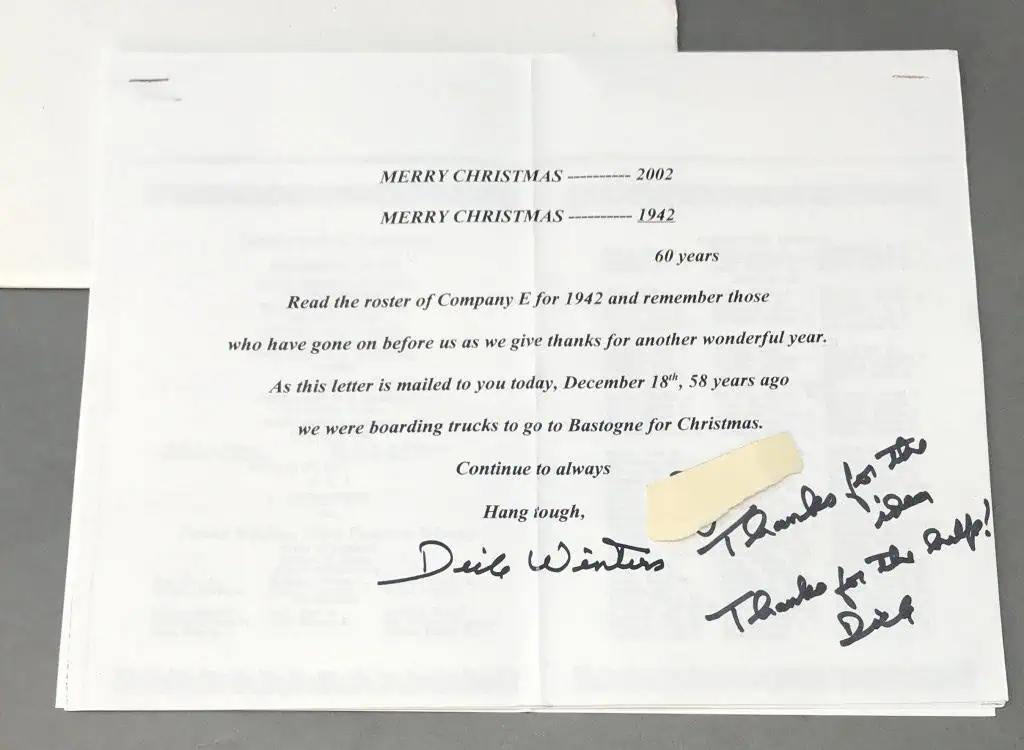 MERRY CHRISTMAS ---------- 2002
MERRY CHRISTMAS ---------- 1942
60 years
Read the roster of Company E for 1942 and remember those
who have gone on before us as we give thanks for another wonderful year.
As this letter is mailed to you today, December 18th, 58 years ago
we were boarding trucks to go to Bastogne for Christmas.
Continue to always
Hang tough,
Dick Winters
Thanks for the
idea
Thanks for the help!
Dick